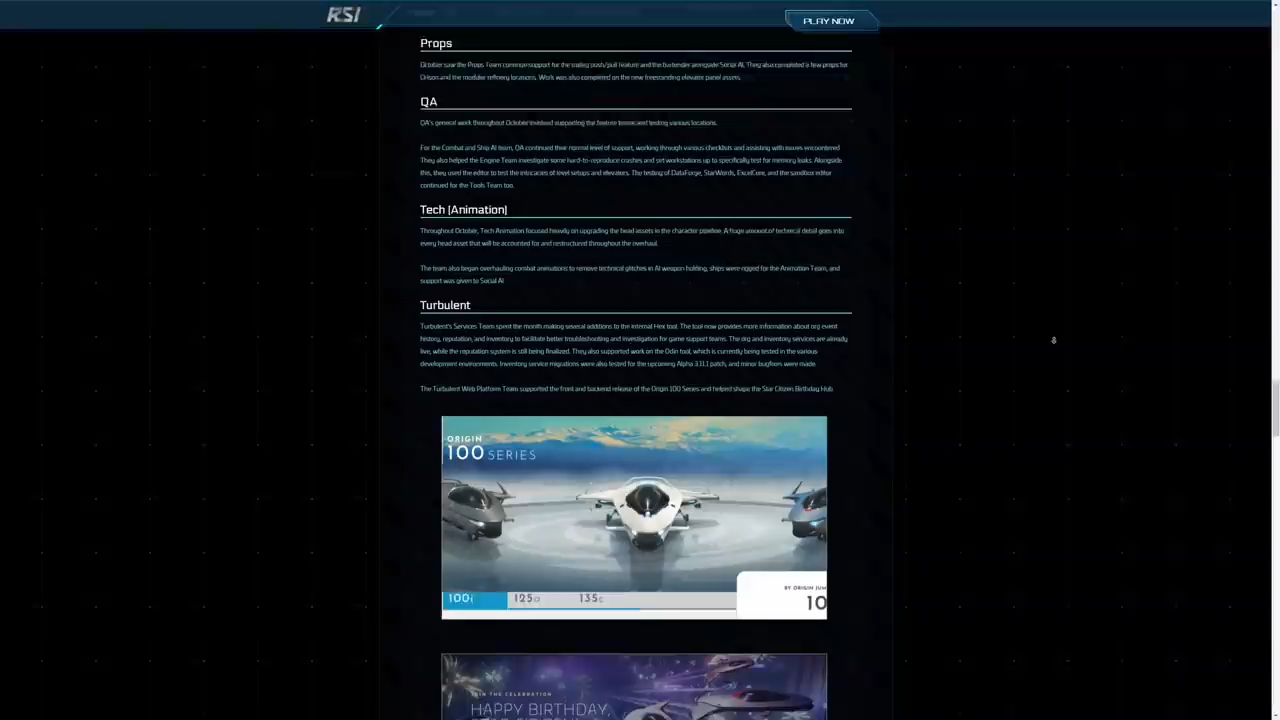 RSI
PLAY NOW
Props
October saw the Props Team common support for the trolley push/pull feature and the bartender alongside Social AI. They also completed a few props for
Orison and the modular refinery locations. Work was also completed on the new freestanding elevator panel assets.
QA
QA's general work throughout October involved supporting the feature teams and testing various locations.
For the Combat and Ship AI team, QA continued their normal level of support, working through various checklists and assisting with issues encountered
They also helped the Engine Team investigate some hard-to-reproduce crashes and set workstations up to specifically test for memory leaks. Alongside
this, they used the editor to test the intricacies of level setups and elevators. The testing of DataForge, StarWords, ExcelCore, and the sandbox editor
continued for the Tools Team too.
Tech (Animation)
Throughout October, Tech Animation focused heavily on upgrading the head assets in the character pipeline. A huge amount of technical detail goes into
every head asset that will be accounted for and restructured throughout the overhaul.
The team also began overhauling combat animations to remove technical glitches in AI weapon holding, ships were rigged for the Animation Team, and
support was given to Social AI
Turbulent
Turbulent's Services Team spent the month making several additions to the internal Hex tool. The tool now provides more information about org event
history, reputation, and inventory to facilitate better troubleshooting and investigation for game support teams. The org and inventory services are already
live, while the reputation system is still being finalized. They also supported work on the Odin tool, which is currently being tested in the various
development environments. Inventory service migrations were also tested for the upcoming Alpha 3.11.1 patch, and minor bugfixes were made.
The Turbulent Web Platform Team supported the front and backend release of the Origin 100 Series and helped shape the Star Citizen Birthday Hub.
ORIGIN
100 SERIES
100i 125a 135c
BY ORIGIN JUM
10
JOIN THE CELEBRATION
HAPPY BIRTHDAY,